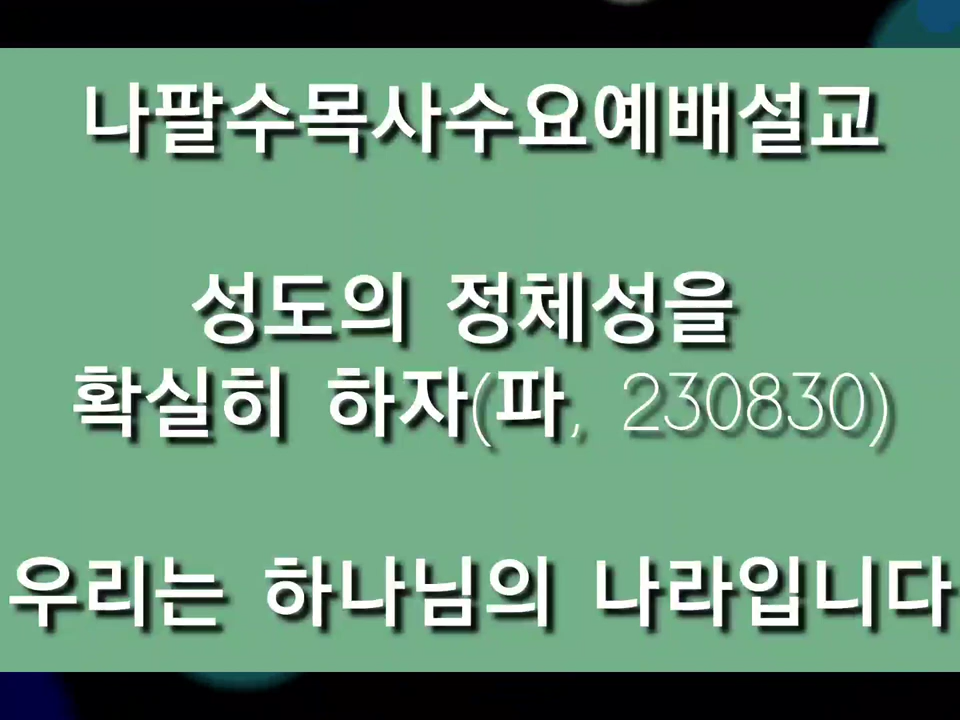 나팔수목사수요예배설교
성도의 정체성을
확실히 하자(파, 230830)
우리는 하나님의 나라입니다